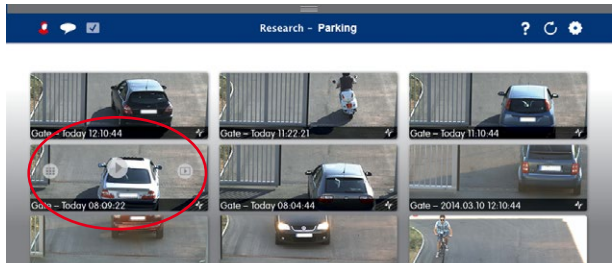 Research – Parking
?
Gate – Today 12:10:44
Gate – Today 11:22:21
Gate – Today 11:10:44
Gate – Today 08:09:22
Gate – Today 08:04:44
Gate – 2014.03.10 12:10:44